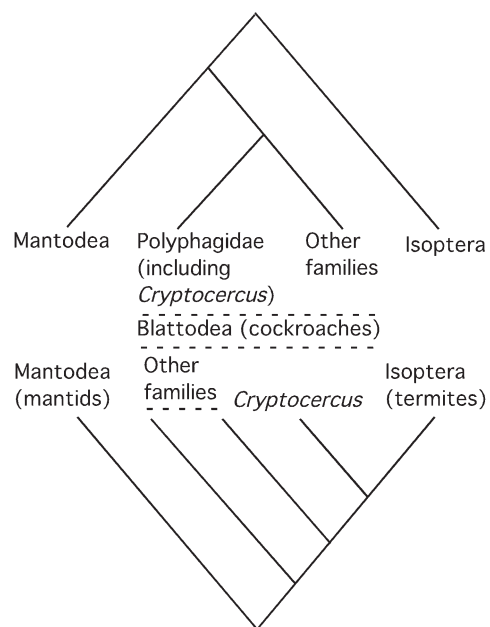 Mantodea
Polyphagidae
(including
Cryptocercus)
Other
families
Isoptera
Blattodea (cockroaches)
Mantodea
(mantids)
Other
families
Cryptocercus
Isoptera
(termites)